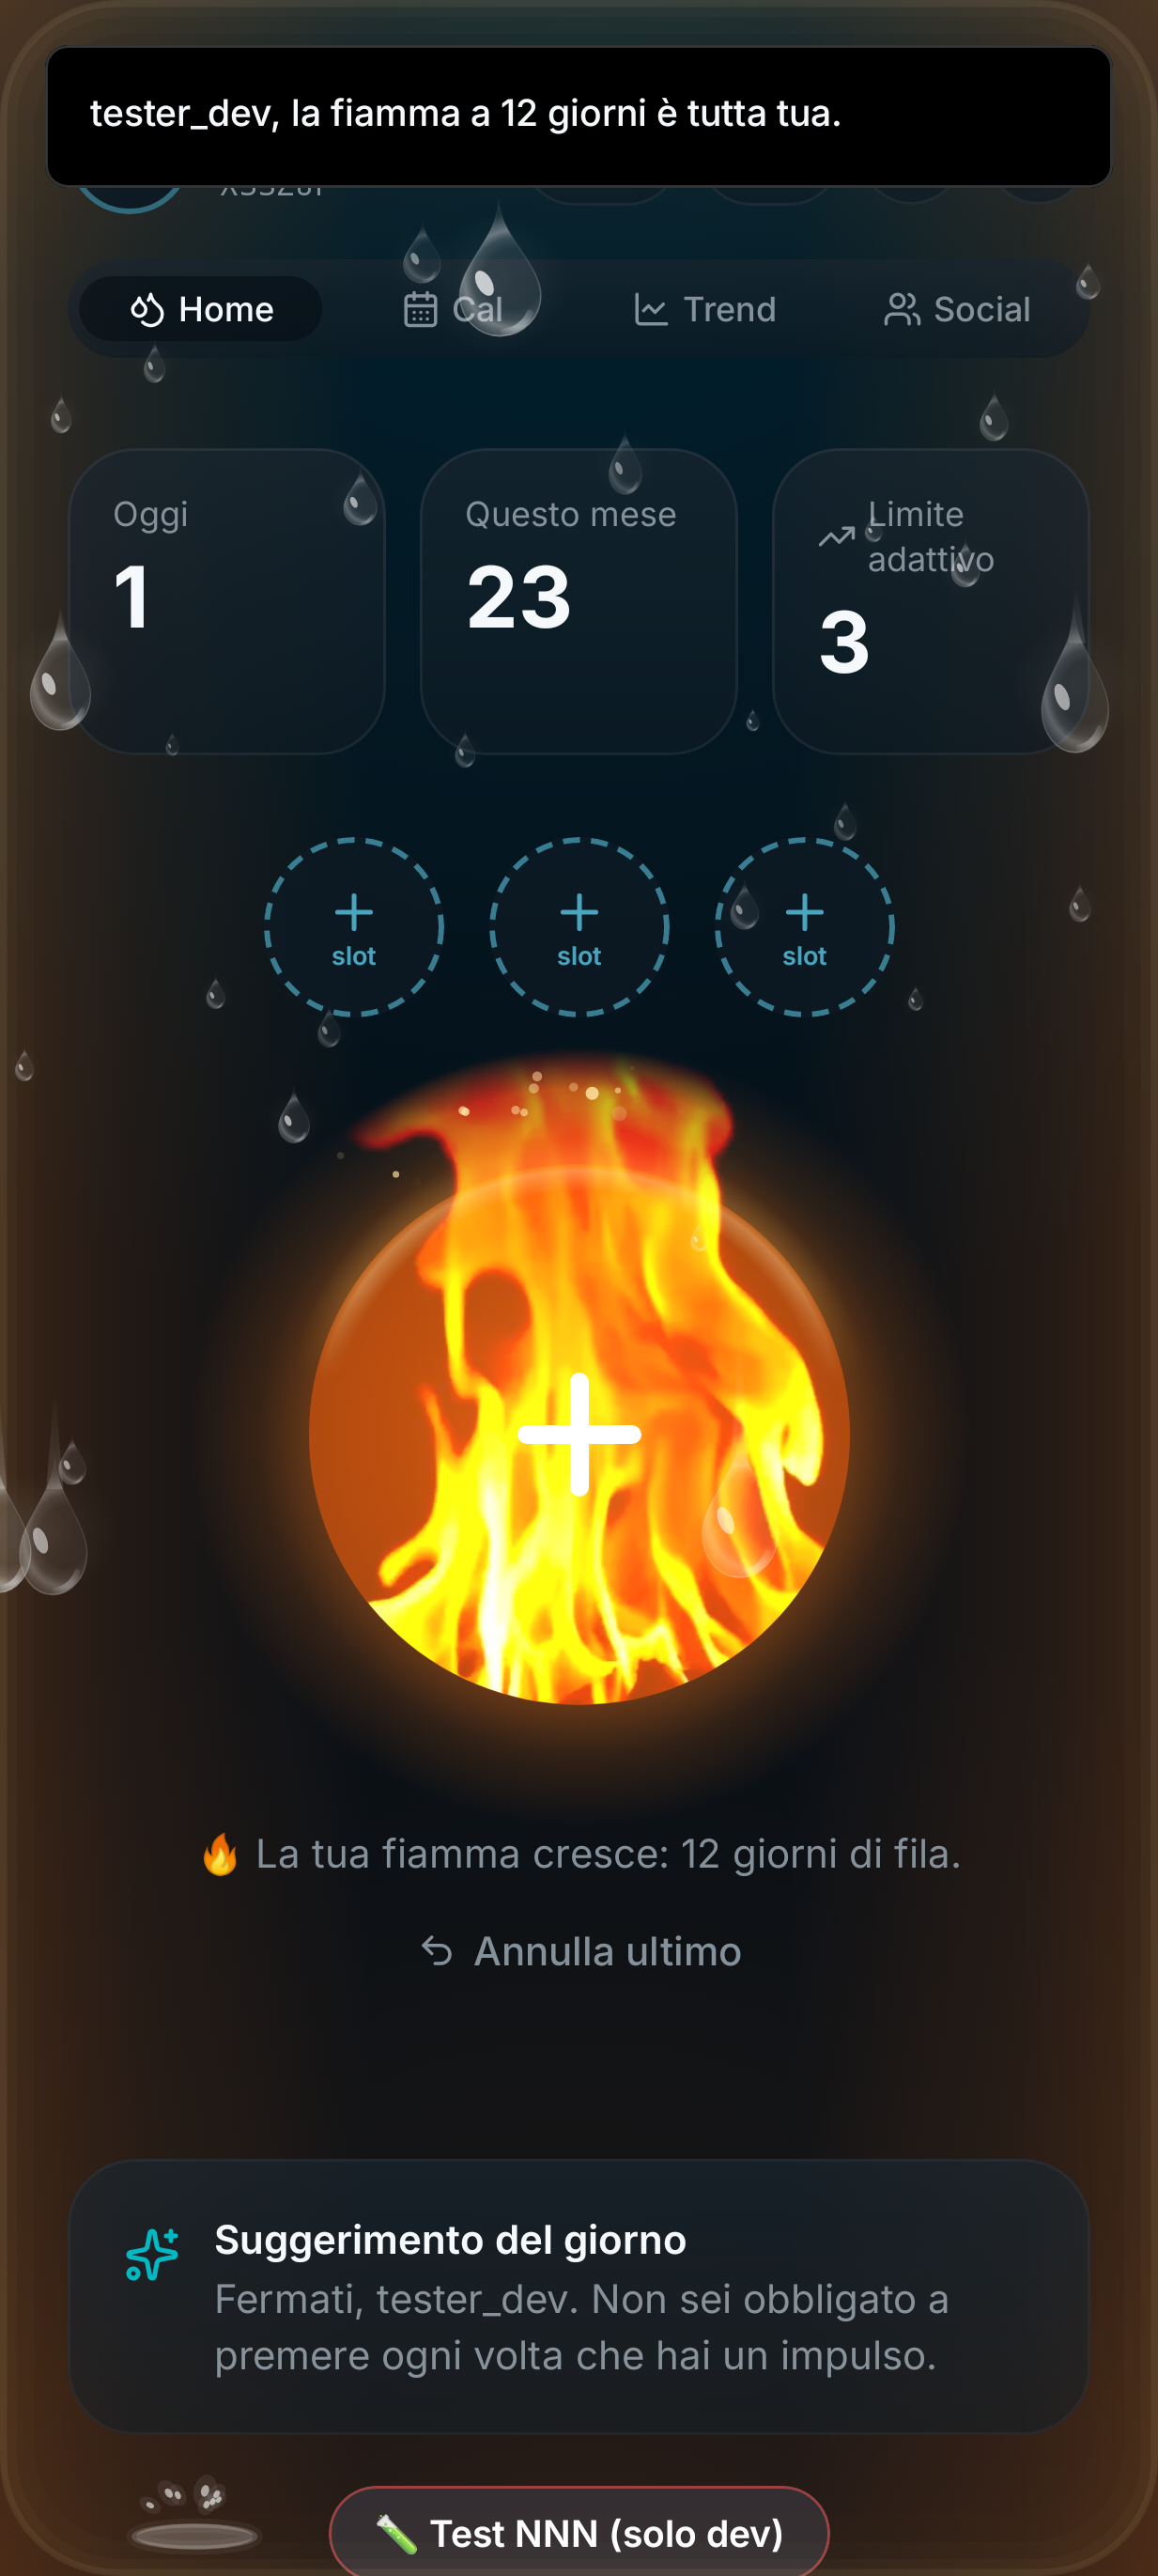 tester_dev, la fiamma a 12 giorni è tutta tua.
Home
Cal
Trend
Social
Oggi
1
Questo mese
23
Limite
adattivo
3
slot
slot
slot
🔥 La tua fiamma cresce: 12 giorni di fila.
Annulla ultimo
Suggerimento del giorno
Fermati, tester_dev. Non sei obbligato a
premere ogni volta che hai un impulso.
🧪 Test NNN (solo dev)